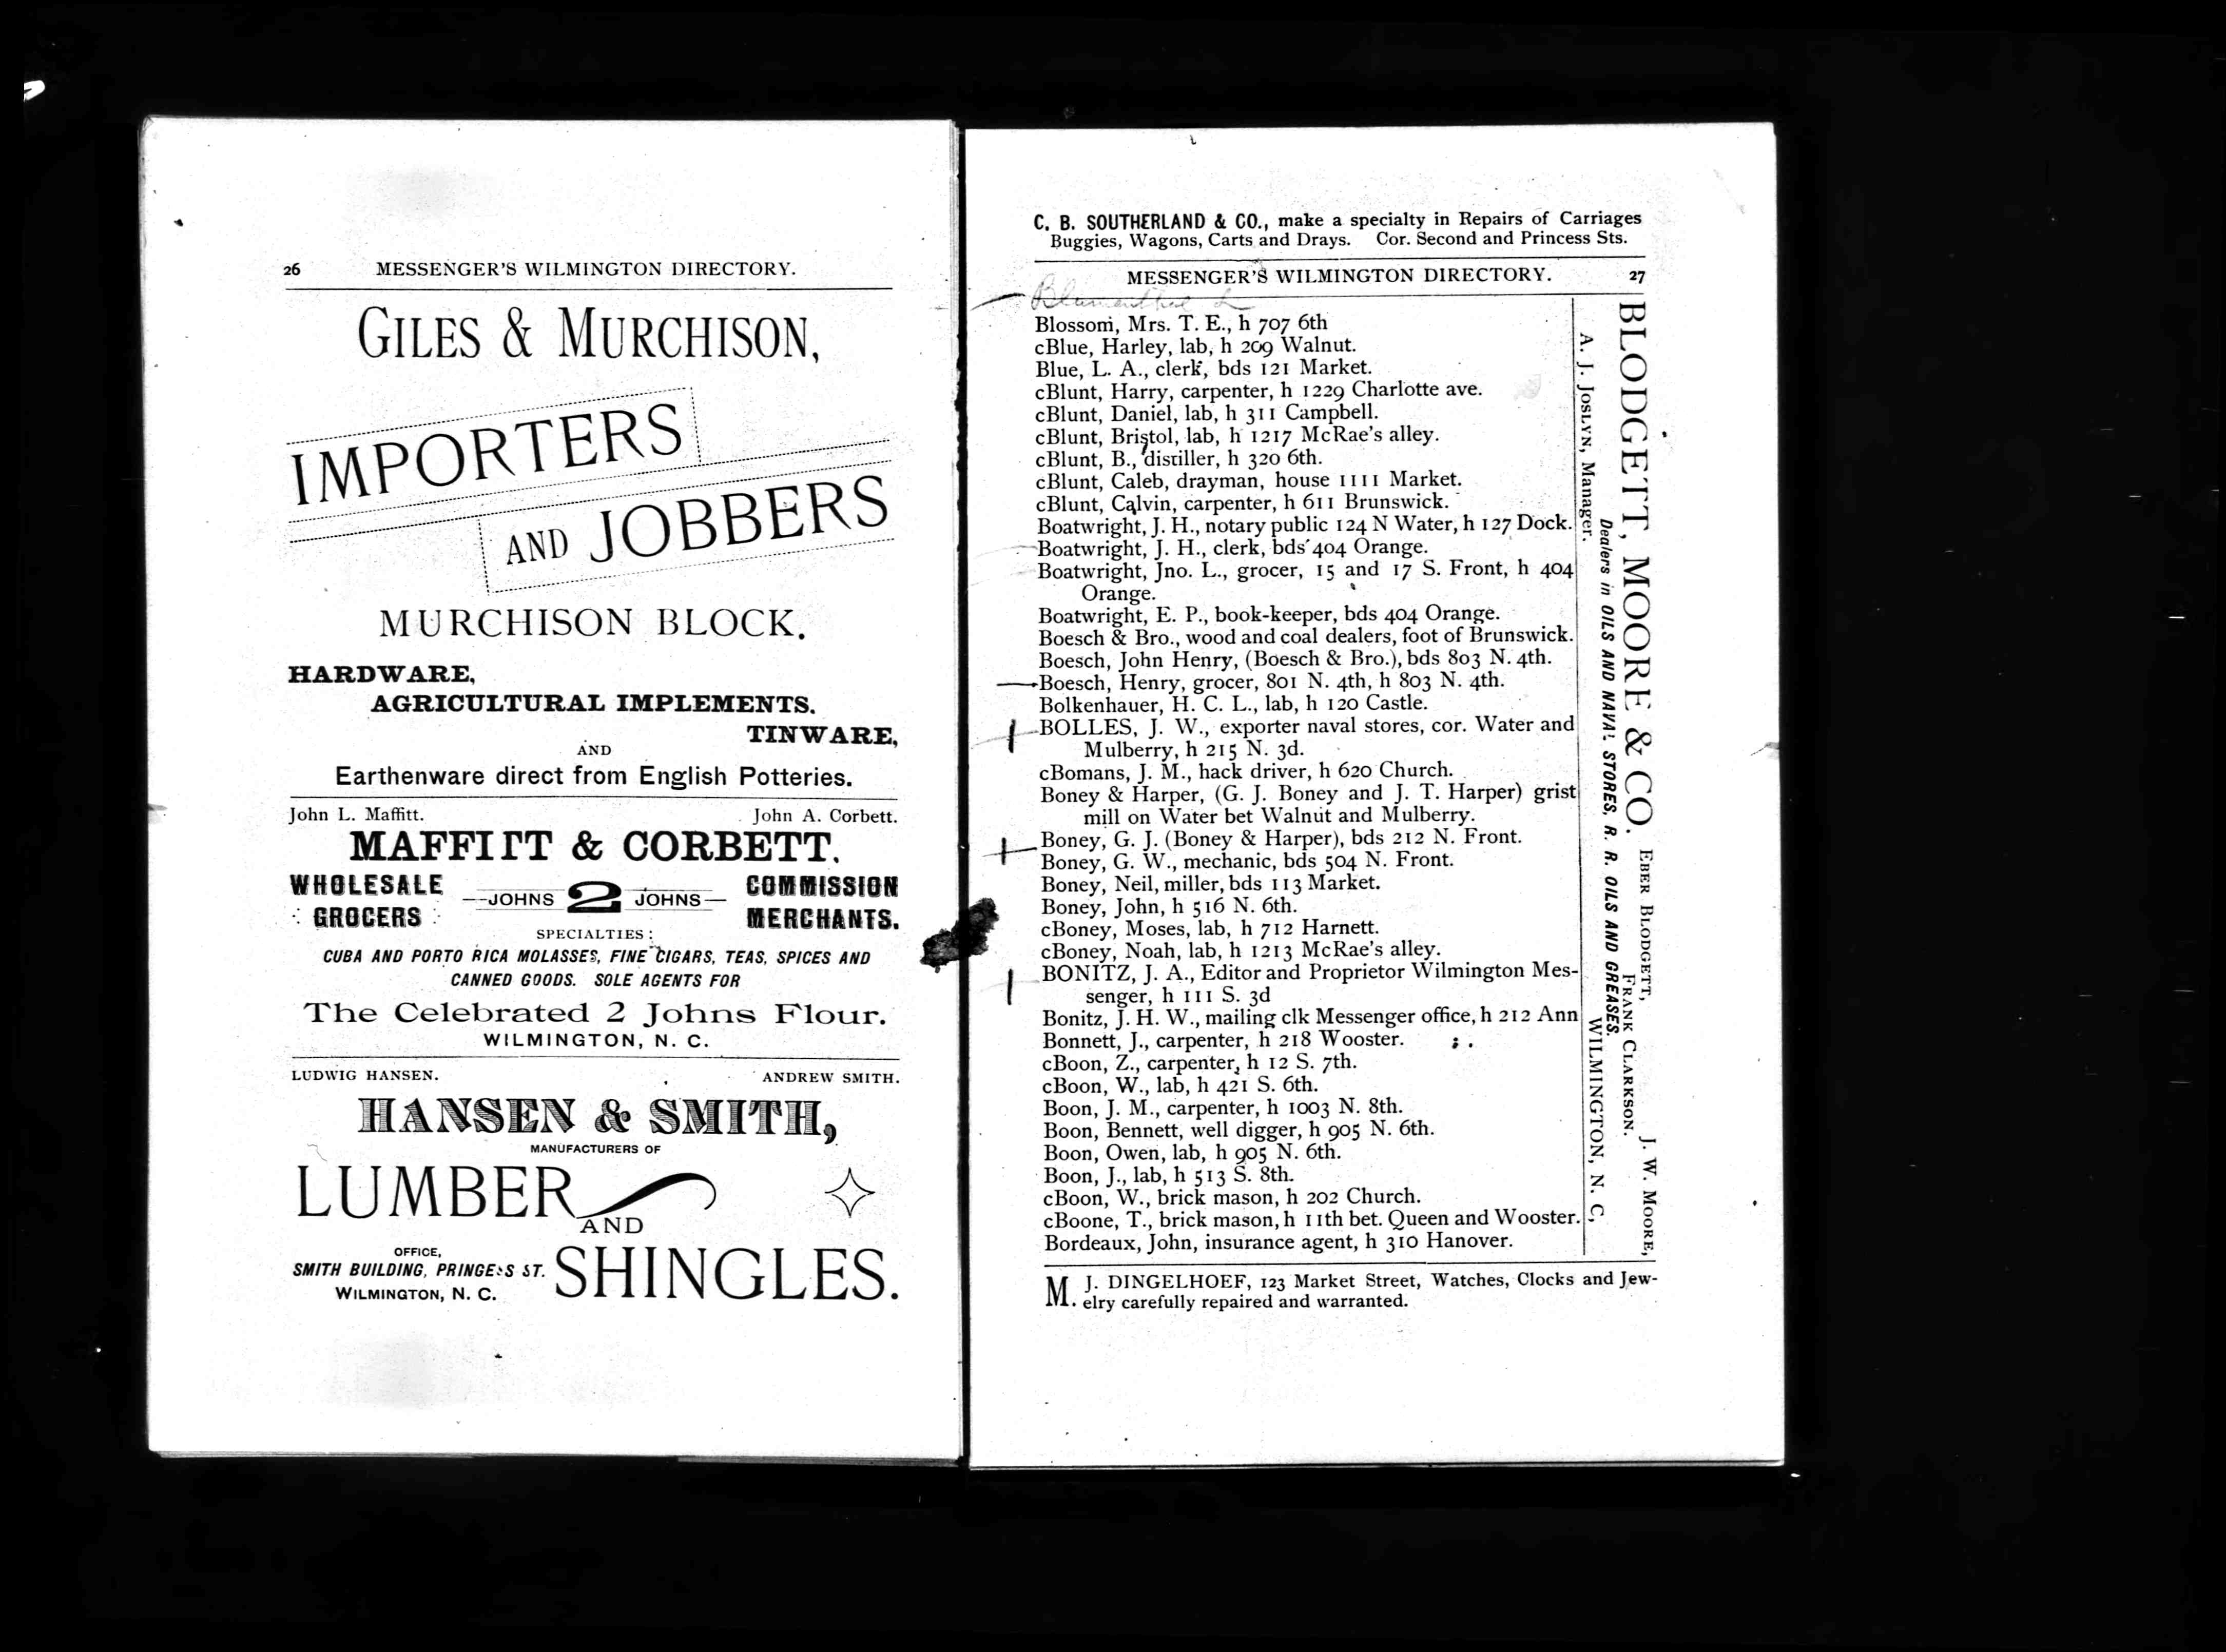 26 MESSENGER'S WILMINGTON DIRECTORY.
GILES & MURCHISON,
IMPORTERS
AND JOBBERS
MURCHISON BLOCK.
HARDWARE,
AGRICULTURAL IMPLEMENTS.
TINWARE,
AND
Earthenware direct from English Potteries.
John L. Maffitt. John A. Corbett.
MAFFITT & CORBETT.
WHOLESALE GROCERS
—JOHNS 2 JOHNS—
COMMISSION MERCHANTS.
SPECIALTIES:
CUBA AND PORTO RICA MOLASSES, FINE CIGARS, TEAS, SPICES AND
CANNED GOODS. SOLE AGENTS FOR
The Celebrated 2 Johns Flour.
WILMINGTON, N. C.
LUDWIG HANSEN. ANDREW SMITH.
HANSEN & SMITH,
MANUFACTURERS OF
LUMBER
AND
SHINGLES.
OFFICE,
SMITH BUILDING, PRINGESS ST.
WILMINGTON, N. C.
C. B. SOUTHERLAND & CO., make a specialty in Repairs of Carriages
Buggies, Wagons, Carts and Drays. Cor. Second and Princess Sts.
MESSENGER'S WILMINGTON DIRECTORY. 27
Blumenthal L
Blossom, Mrs. T. E., h 707 6th
cBlue, Harley, lab, h 209 Walnut.
Blue, L. A., clerk, bds 121 Market.
cBlunt, Harry, carpenter, h 1229 Charlotte ave.
cBlunt, Daniel, lab, h 311 Campbell.
cBlunt, Bristol, lab, h 1217 McRae's alley.
cBlunt, B., distiller, h 320 6th.
cBlunt, Caleb, drayman, house 1111 Market.
cBlunt, Calvin, carpenter, h 611 Brunswick.
Boatwright, J. H., notary public 124 N Water, h 127 Dock.
Boatwright, J. H., clerk, bds 404 Orange.
Boatwright, Jno. L., grocer, 15 and 17 S. Front, h 404
Orange.
Boatwright, E. P., book-keeper, bds 404 Orange.
Boesch & Bro., wood and coal dealers, foot of Brunswick.
Boesch, John Henry, (Boesch & Bro.), bds 803 N. 4th.
Boesch, Henry, grocer, 801 N. 4th, h 803 N. 4th.
Bolkenhauer, H. C. L., lab, h 120 Castle.
BOLLES, J. W., exporter naval stores, cor. Water and
Mulberry, h 215 N. 3d.
cBomans, J. M., hack driver, h 620 Church.
Boney & Harper, (G. J. Boney and J. T. Harper) grist
mill on Water bet Walnut and Mulberry.
Boney, G. J. (Boney & Harper), bds 212 N. Front.
Boney, G. W., mechanic, bds 504 N. Front.
Boney, Neil, miller, bds 113 Market.
Boney, John, h 516 N. 6th.
cBoney, Moses, lab, h 712 Harnett.
cBoney, Noah, lab, h 1213 McRae's alley.
BONITZ, J. A., Editor and Proprietor Wilmington Mes-
senger, h 111 S. 3d
Bonitz, J. H. W., mailing clk Messenger office, h 212 Ann
Bonnett, J., carpenter, h 218 Wooster.
cBoon, Z., carpenter, h 12 S. 7th.
cBoon, W., lab, h 421 S. 6th.
Boon, J. M., carpenter, h 1003 N. 8th.
Boon, Bennett, well digger, h 905 N. 6th.
Boon, Owen, lab, h 905 N. 6th.
Boon, J., lab, h 513 S. 8th.
cBoon, W., brick mason, h 202 Church.
cBoone, T., brick mason, h 11th bet. Queen and Wooster.
Bordeaux, John, insurance agent, h 310 Hanover.
M. J. DINGELHOEF, 123 Market Street, Watches, Clocks and Jew-
elry carefully repaired and warranted.
BLODGETT, MOORE & CO. EBER BLODGETT, FRANK CLARKSON. J. W. MOORE,
Dealers in OILS AND NAVAL STORES, R. R. OILS AND GREASES.
A. J. JOSLYN, Manager. WILMINGTON, N. C.